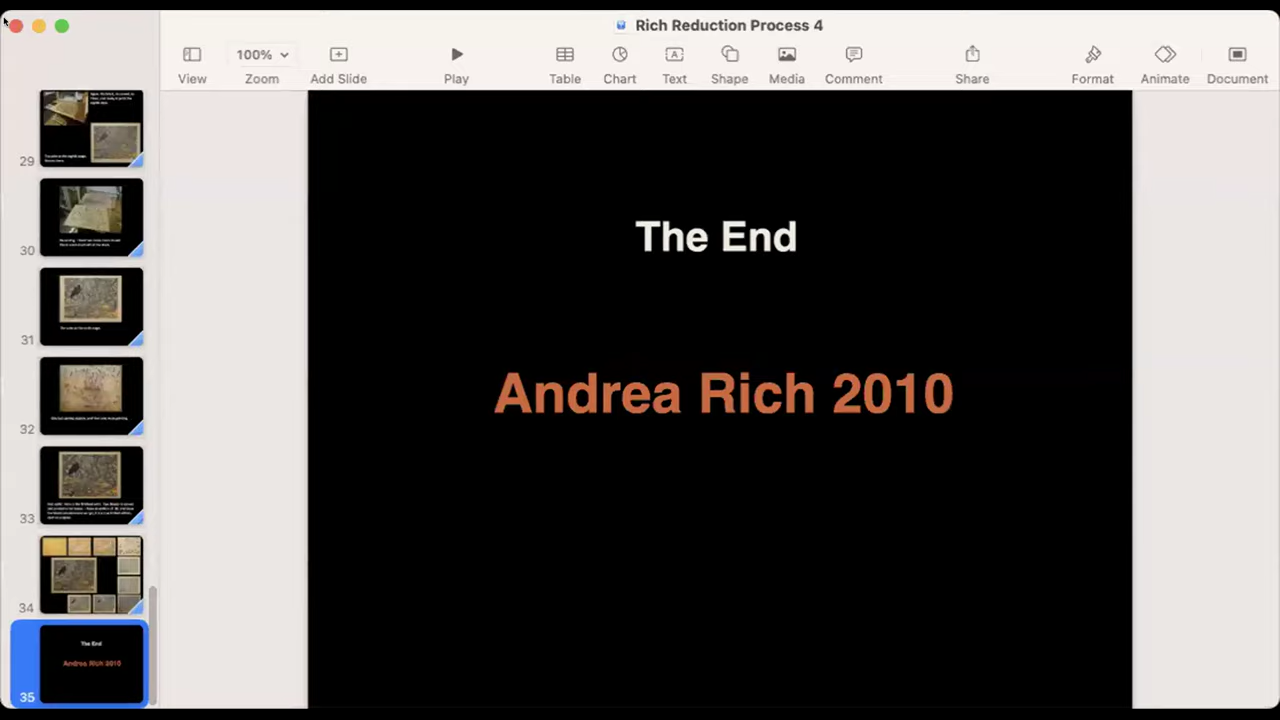 Rich Reduction Process 4
View
100%
Zoom
Add Slide
Play
Table
Chart
Text
Shape
Media
Comment
Share
Format
Animate
Document
29
30
31
32
33
34
The End
Andrea Rich 2010
35
The End
Andrea Rich 2010